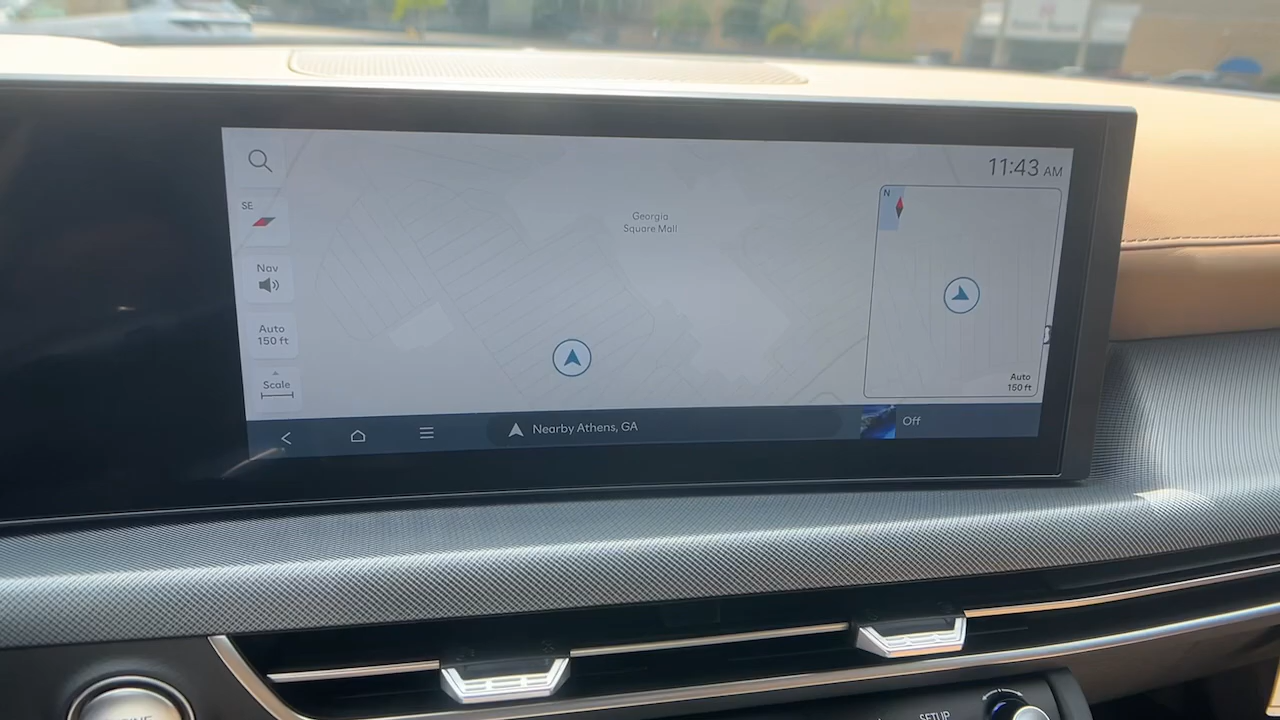 11:43 AM
SE
N
Georgia
Square Mall
Nav
Auto
150 ft
Scale
Auto
150 ft
Nearby Athens, GA
Off
ENGINE
SETUP